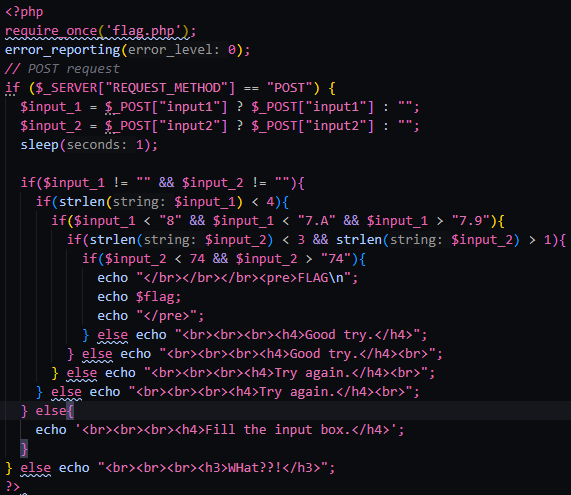 <?php
require_once('flag.php');
error_reporting(error_level: 0);
// POST request
if ($_SERVER["REQUEST_METHOD"] == "POST") {
  $input_1 = $_POST["input1"] ? $_POST["input1"] : "";
  $input_2 = $_POST["input2"] ? $_POST["input2"] : "";
  sleep(seconds: 1);

  if($input_1 != "" && $input_2 != ""){
    if(strlen(string: $input_1) < 4){
      if($input_1 < "8" && $input_1 < "7.A" && $input_1 > "7.9"){
        if(strlen(string: $input_2) < 3 && strlen(string: $input_2) > 1){
          if($input_2 < 74 && $input_2 > "74"){
            echo "</br></br></br><pre>FLAG\n";
            echo $flag;
            echo "</pre>";
          } else echo "<br><br><br><h4>Good try.</h4>";
        } else echo "<br><br><br><h4>Good try.</h4><br>";
      } else echo "<br><br><br><h4>Try again.</h4><br>";
    } else echo "<br><br><br><h4>Try again.</h4><br>";
  } else{
    echo '<br><br><br><h4>Fill the input box.</h4>';
  }
} else echo "<br><br><br><h3>WHat??!</h3>";
?>